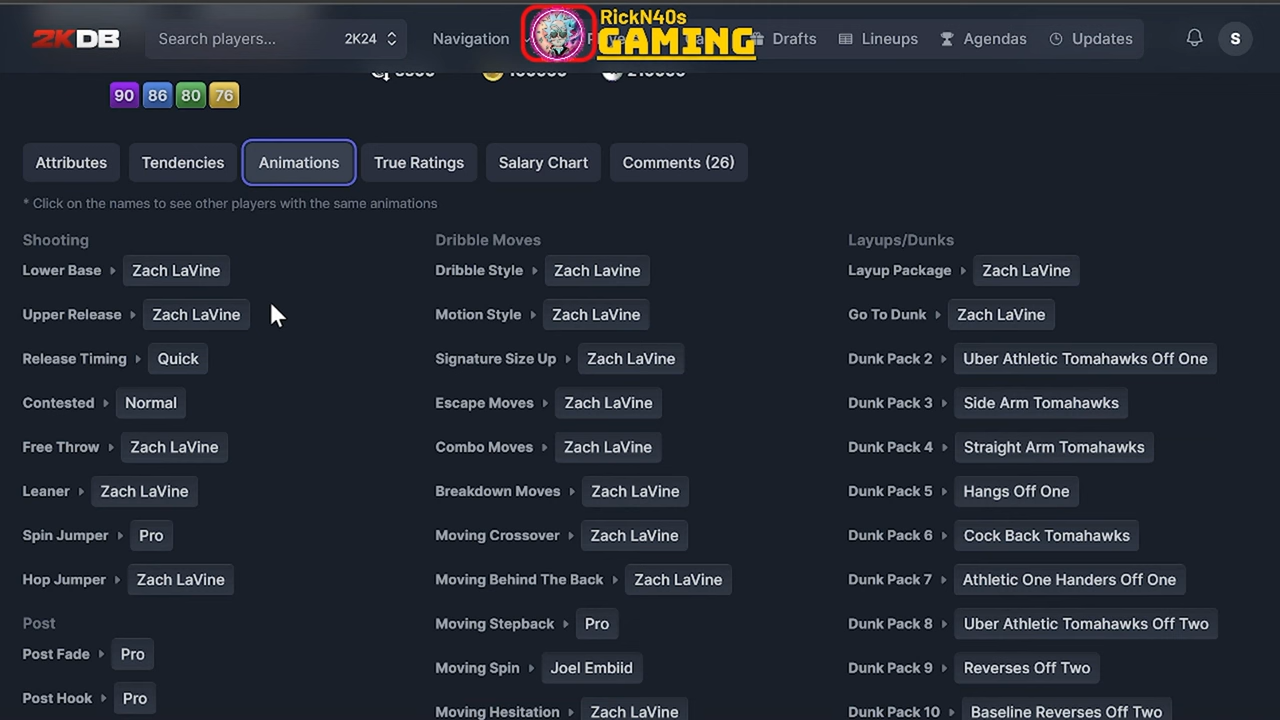 2KDB
Search players...
2K24
Navigation
RickN40s
GAMING
Drafts
Lineups
Agendas
Updates
S
90 86 80 76
Attributes
Tendencies
Animations
True Ratings
Salary Chart
Comments (26)
* Click on the names to see other players with the same animations
Shooting
Lower Base Zach LaVine
Upper Release Zach LaVine
Release Timing Quick
Contested Normal
Free Throw Zach LaVine
Leaner Zach LaVine
Spin Jumper Pro
Hop Jumper Zach LaVine
Post
Post Fade Pro
Post Hook Pro
Dribble Moves
Dribble Style Zach Lavine
Motion Style Zach LaVine
Signature Size Up Zach LaVine
Escape Moves Zach LaVine
Combo Moves Zach LaVine
Breakdown Moves Zach LaVine
Moving Crossover Zach LaVine
Moving Behind The Back Zach LaVine
Moving Stepback Pro
Moving Spin Joel Embiid
Moving Hesitation Zach LaVine
Layups/Dunks
Layup Package Zach LaVine
Go To Dunk Zach LaVine
Dunk Pack 2 Uber Athletic Tomahawks Off One
Dunk Pack 3 Side Arm Tomahawks
Dunk Pack 4 Straight Arm Tomahawks
Dunk Pack 5 Hangs Off One
Dunk Pack 6 Cock Back Tomahawks
Dunk Pack 7 Athletic One Handers Off One
Dunk Pack 8 Uber Athletic Tomahawks Off Two
Dunk Pack 9 Reverses Off Two
Dunk Pack 10 Baseline Reverses Off Two